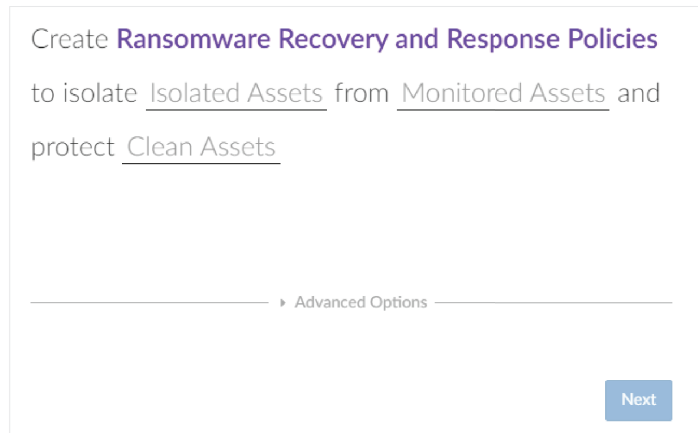 Create Ransomware Recovery and Response Policies
to isolate Isolated Assets from Monitored Assets and
protect Clean Assets
Advanced Options
Next